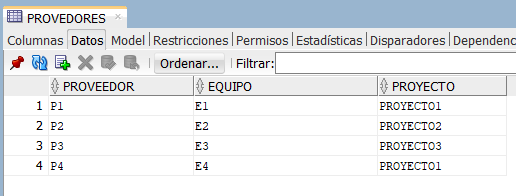 PROVEDORES
Columnas Datos Model Restricciones Permisos Estadísticas Disparadores Dependenc
Ordenar... Filtrar:
PROVEEDOR EQUIPO PROYECTO
1 P1 E1 PROYECTO1
2 P2 E2 PROYECTO2
3 P3 E3 PROYECTO3
4 P4 E4 PROYECTO1